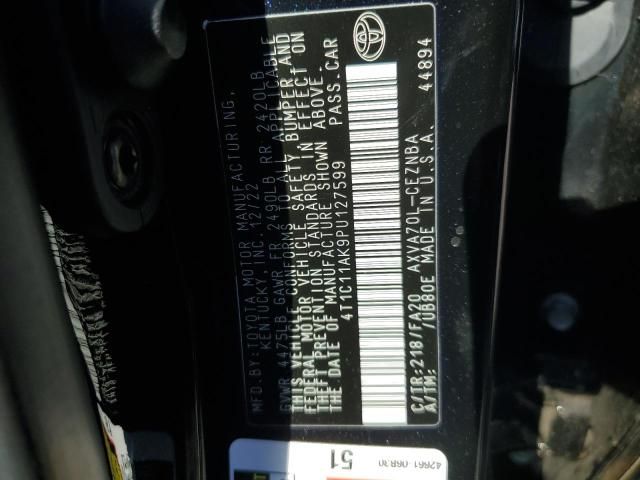 MFD. BY: TOYOTA MOTOR MANUFACTURING,
KENTUCKY, INC. 12/22
GVWR 4475LB GAWR FR 2490LB RR 2420LB
THIS VEHICLE CONFORMS TO ALL APPLICABLE
FEDERAL MOTOR VEHICLE SAFETY, BUMPER AND
THEFT PREVENTION STANDARDS IN EFFECT ON
THE DATE OF MANUFACTURE SHOWN ABOVE.
4T1C11AK9PU127599 PASS. CAR
C/TR: 218/FA20 AXVA70L-CEZNBA
A/TM: /UB80E MADE IN U.S.A. 44894
42661-06B30
51